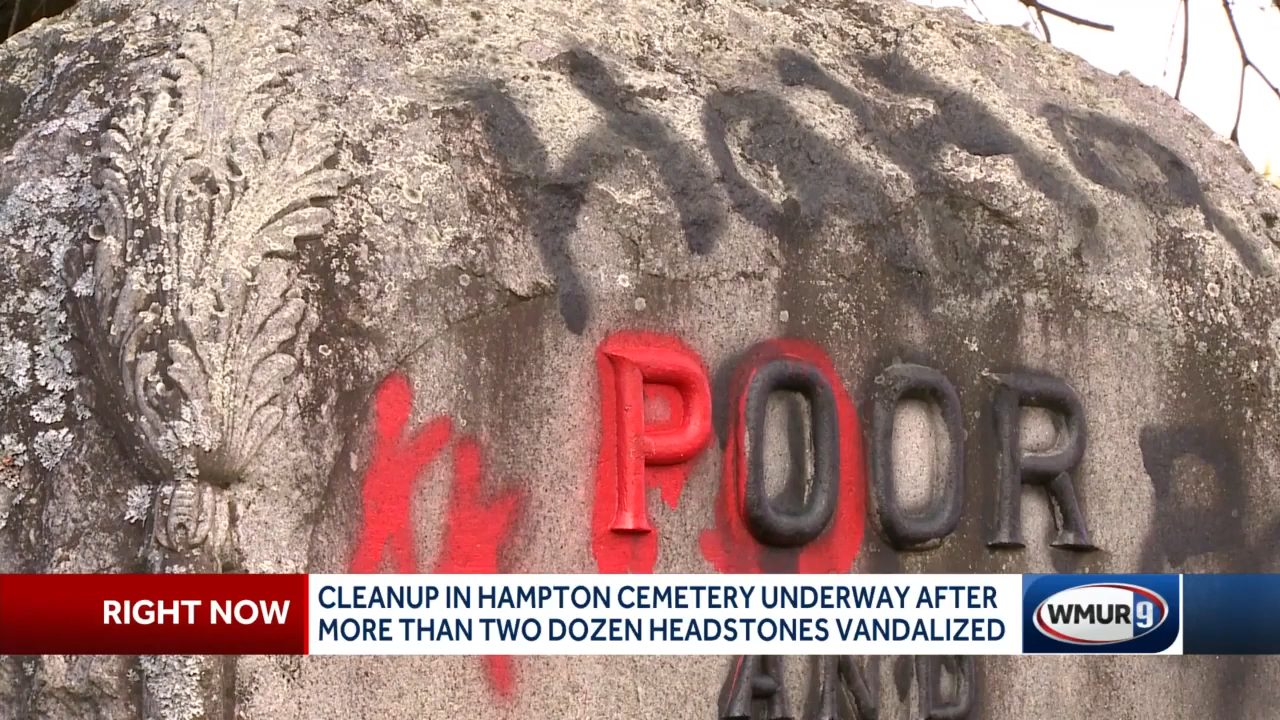 POOR
RIGHT NOW
CLEANUP IN HAMPTON CEMETERY UNDERWAY AFTER
MORE THAN TWO DOZEN HEADSTONES VANDALIZED
WMUR 9
AND